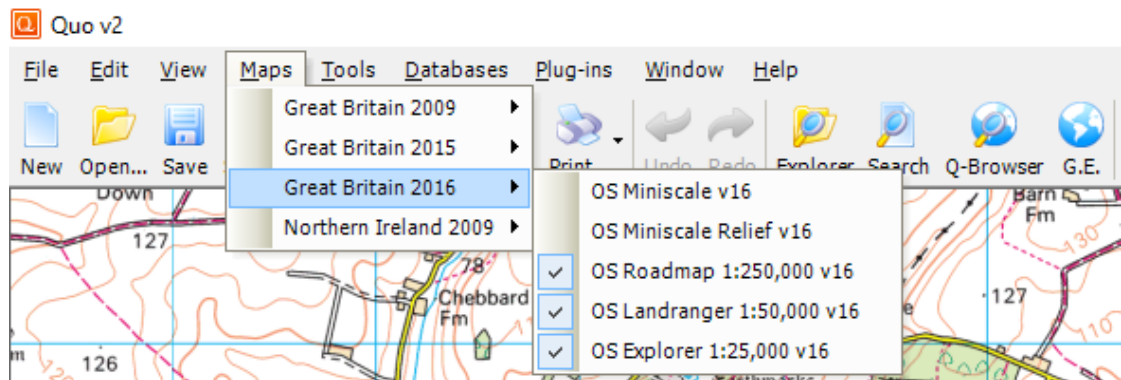 Quo v2
File Edit View Maps Tools Databases Plug-ins Window Help
Great Britain 2009
Great Britain 2015
Great Britain 2016
Northern Ireland 2009
New Open... Save Print Undo Redo Explorer Search Q-Browser G.E.
OS Miniscale v16
OS Miniscale Relief v16
OS Roadmap 1:250,000 v16
OS Landranger 1:50,000 v16
OS Explorer 1:25,000 v16
Down
127
78
Chebbard
Fm
m
126
120
Barn
Fm
130
127
110
e